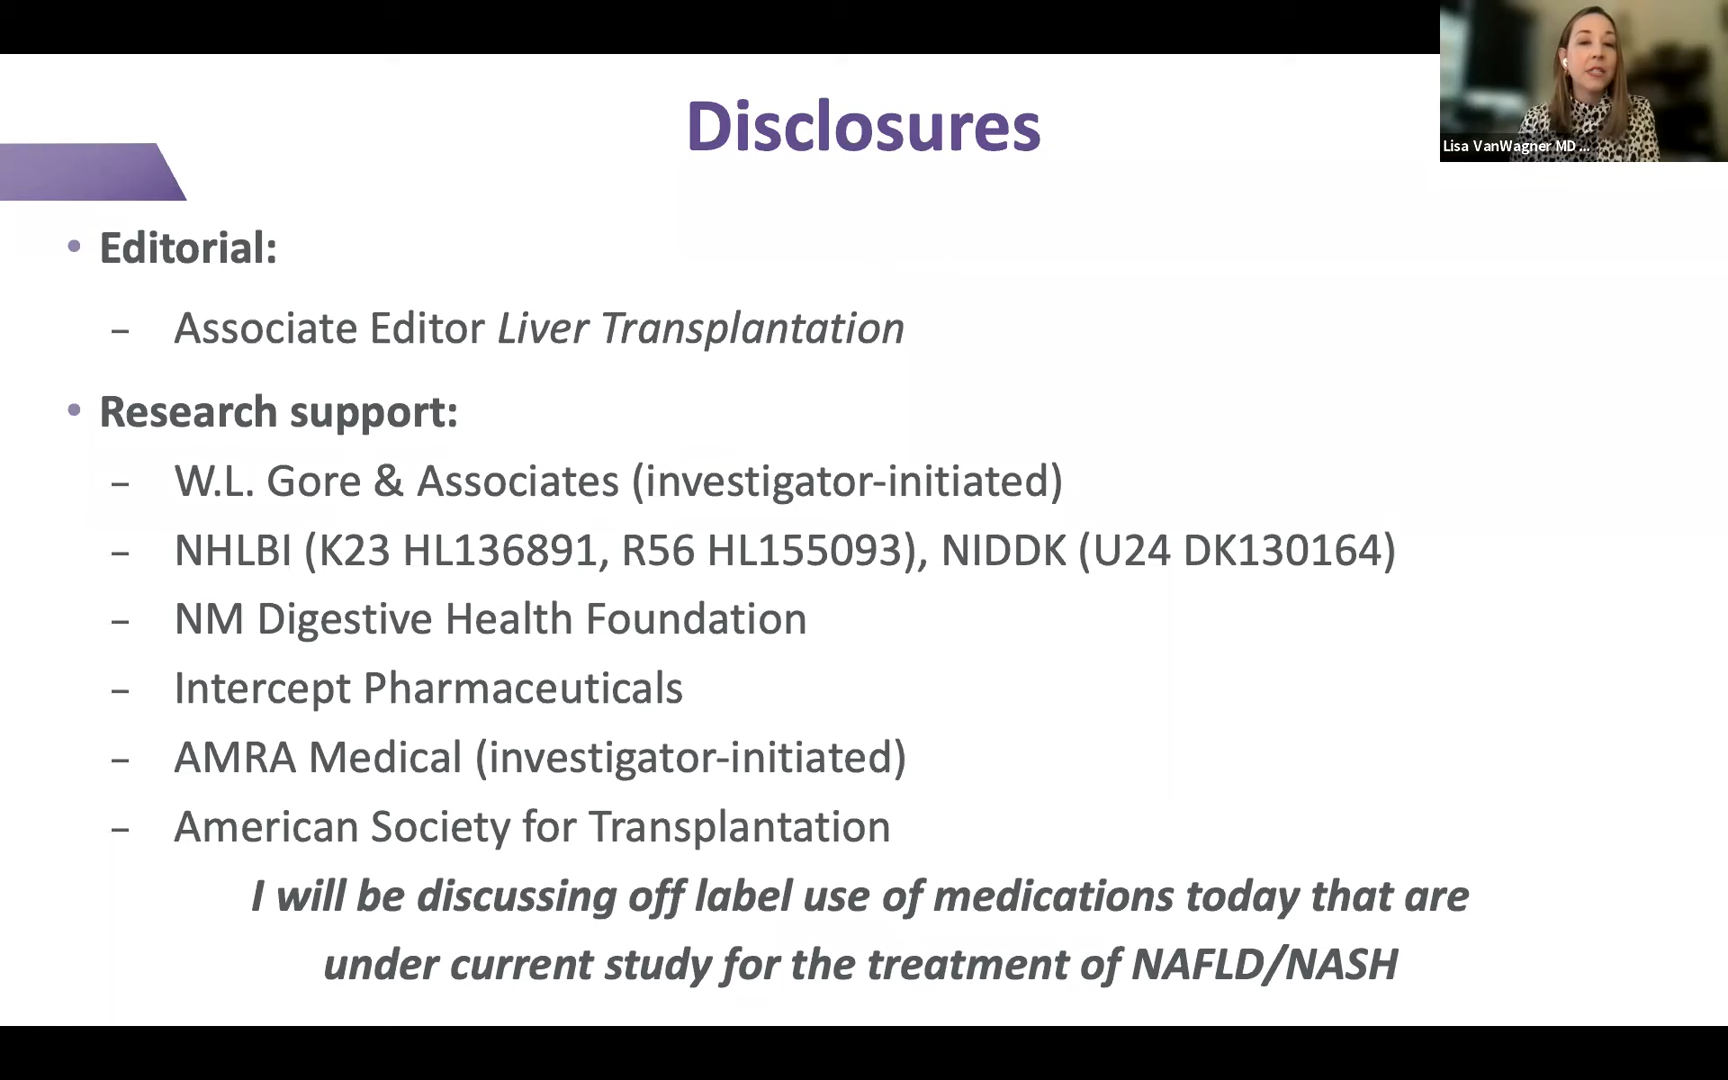 Disclosures
Lisa VanWagner MD ...
• Editorial:
– Associate Editor Liver Transplantation
• Research support:
– W.L. Gore & Associates (investigator-initiated)
– NHLBI (K23 HL136891, R56 HL155093), NIDDK (U24 DK130164)
– NM Digestive Health Foundation
– Intercept Pharmaceuticals
– AMRA Medical (investigator-initiated)
– American Society for Transplantation
I will be discussing off label use of medications today that are
under current study for the treatment of NAFLD/NASH